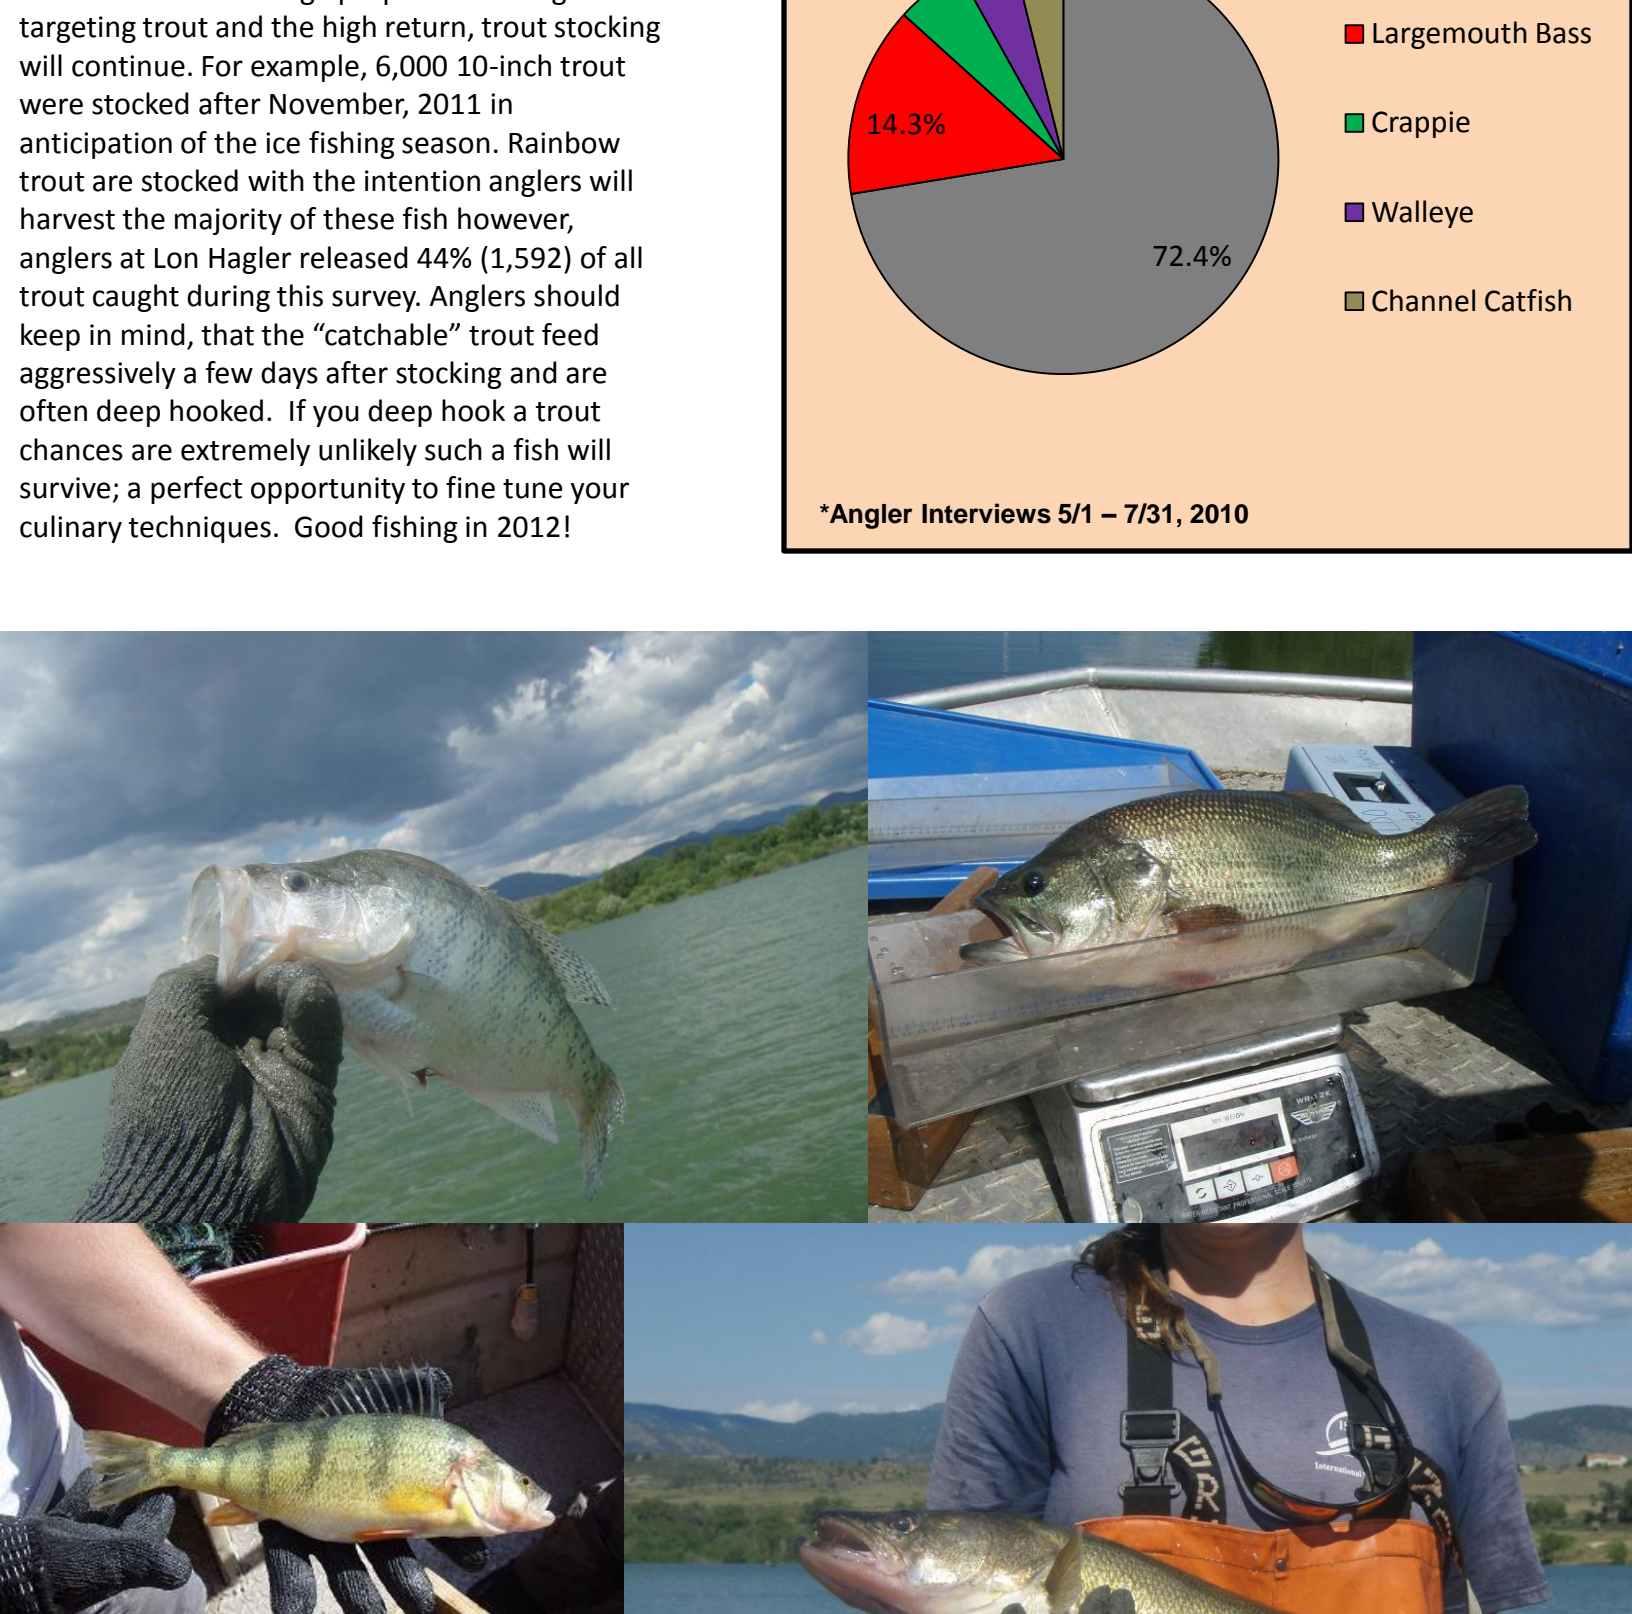 targeting trout and the high return, trout stocking
will continue. For example, 6,000 10-inch trout
were stocked after November, 2011 in
anticipation of the ice fishing season. Rainbow
trout are stocked with the intention anglers will
harvest the majority of these fish however,
anglers at Lon Hagler released 44% (1,592) of all
trout caught during this survey. Anglers should
keep in mind, that the “catchable” trout feed
aggressively a few days after stocking and are
often deep hooked.  If you deep hook a trout
chances are extremely unlikely such a fish will
survive; a perfect opportunity to fine tune your
culinary techniques.  Good fishing in 2012!
14.3%
72.4%
Largemouth Bass
Crappie
Walleye
Channel Catfish
*Angler Interviews 5/1 – 7/31, 2010
WR-12K
MY WEIGH
International